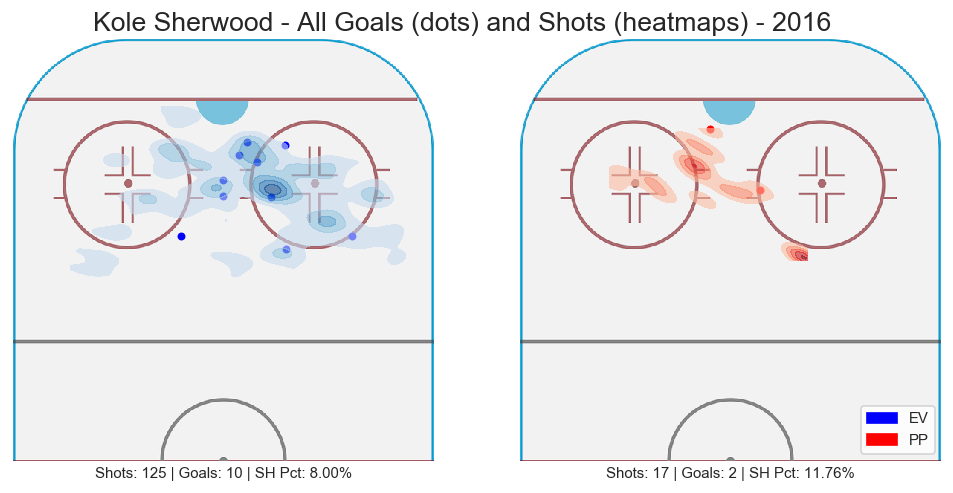 Kole Sherwood - All Goals (dots) and Shots (heatmaps) - 2016
EV
PP
Shots: 125 | Goals: 10 | SH Pct: 8.00%
Shots: 17 | Goals: 2 | SH Pct: 11.76%